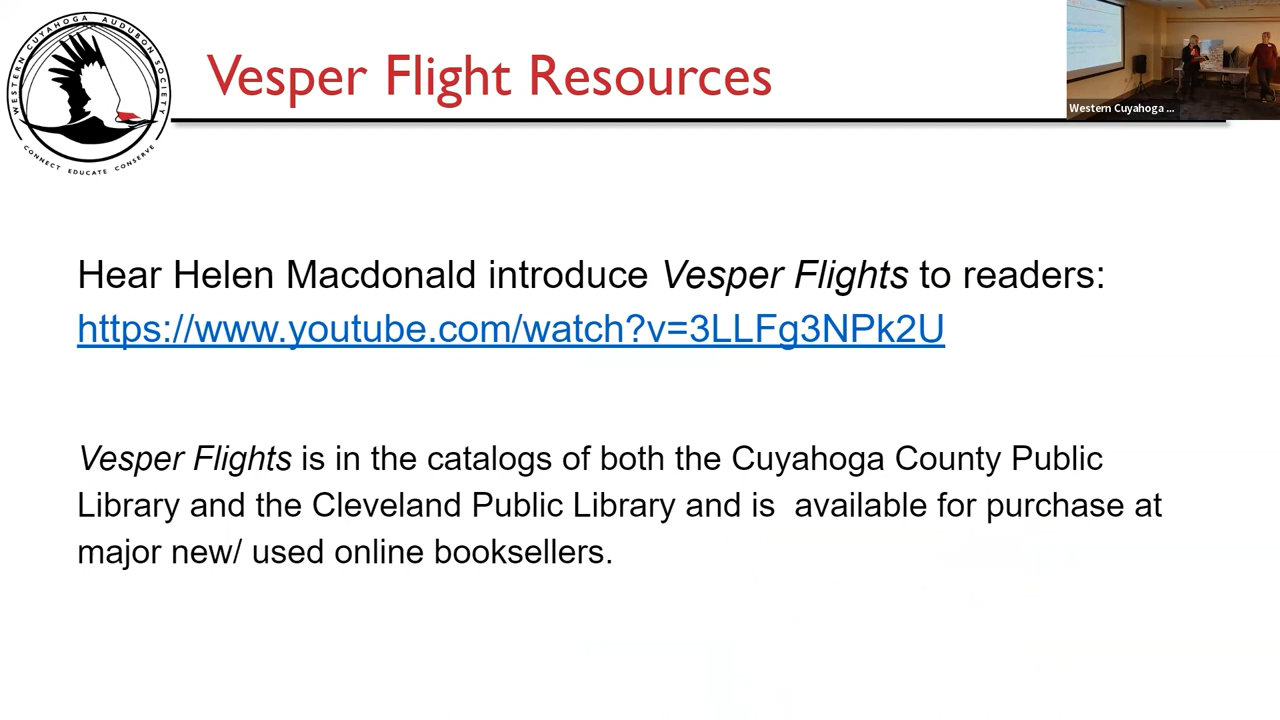 WESTERN CUYAHOGA AUDUBON SOCIETY
CONNECT EDUCATE CONSERVE
Vesper Flight Resources
Western Cuyahoga ...
Hear Helen Macdonald introduce Vesper Flights to readers:
https://www.youtube.com/watch?v=3LLFg3NPk2U
Vesper Flights is in the catalogs of both the Cuyahoga County Public
Library and the Cleveland Public Library and is  available for purchase at
major new/ used online booksellers.